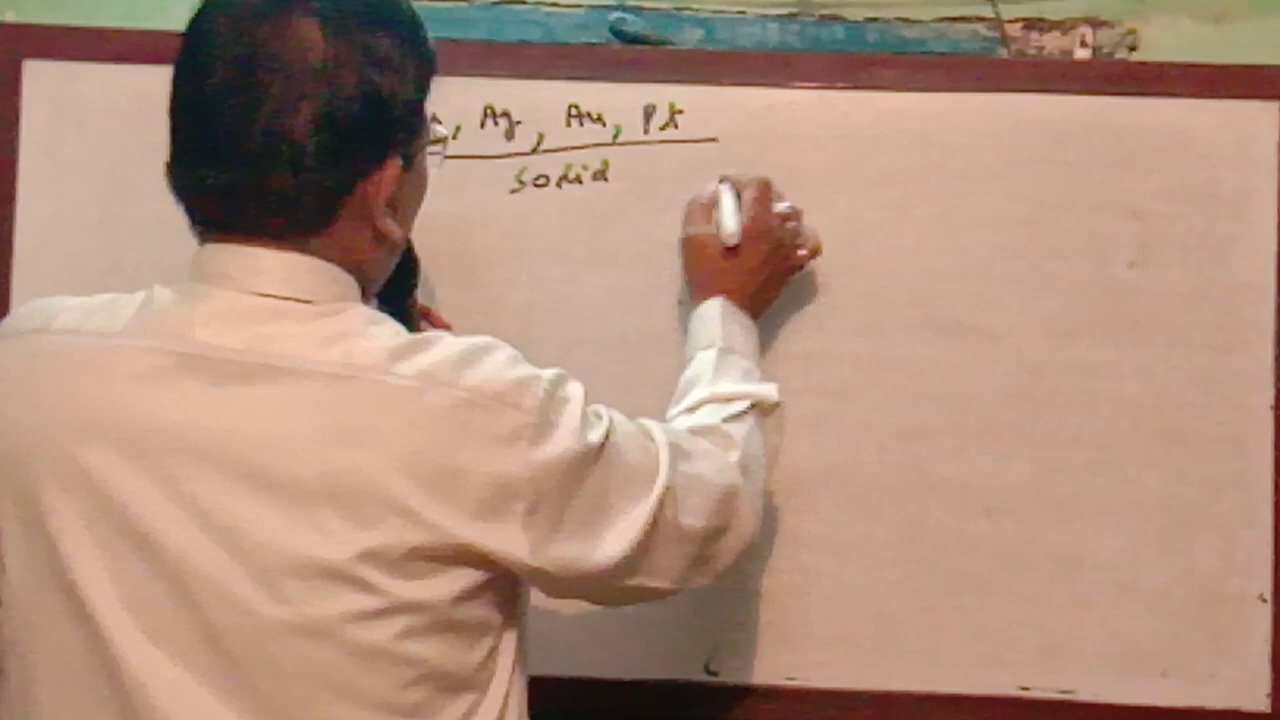 , Ag, Au, Pt
solid